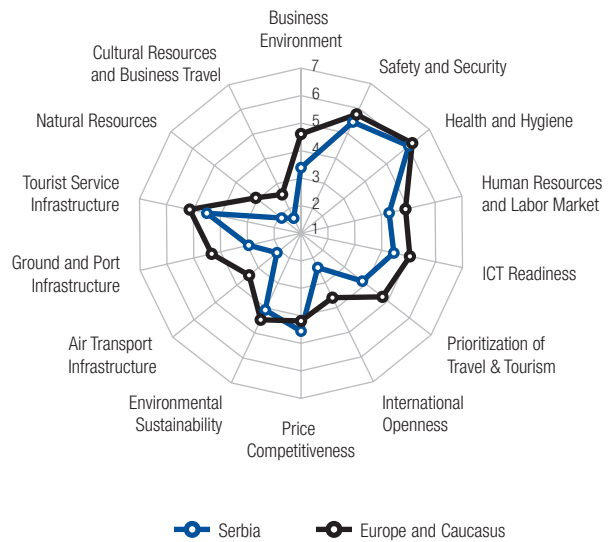 Business
Environment
Safety and Security
Health and Hygiene
Human Resources
and Labor Market
ICT Readiness
Prioritization of
Travel & Tourism
International
Openness
Price
Competitiveness
Environmental
Sustainability
Air Transport
Infrastructure
Ground and Port
Infrastructure
Tourist Service
Infrastructure
Natural Resources
Cultural Resources
and Business Travel
7
6
5
4
3
2
1
Serbia
Europe and Caucasus